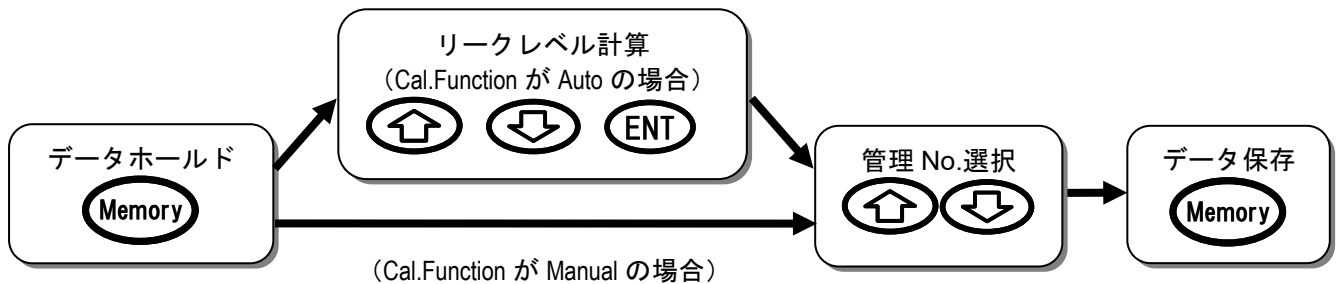 リークレベル計算
（Cal.Function が Auto の場合）
ENT
データホールド
Memory
管理 No.選択
データ保存
Memory
（Cal.Function が Manual の場合）